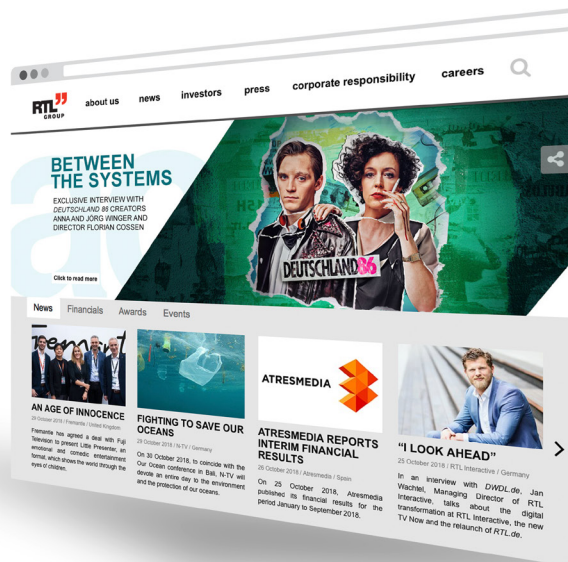 RTL
GROUP
about us
news
investors
press
corporate responsibility
careers
BETWEEN
THE SYSTEMS
EXCLUSIVE INTERVIEW WITH
DEUTSCHLAND 86 CREATORS
ANNA AND JÖRG WINGER AND
DIRECTOR FLORIAN COSSEN
Click to read more
DEUTSCHLAND86
News
Financials
Awards
Events
AN AGE OF INNOCENCE
/ Fremantle / United Kingdom
Fremantle has agreed a deal with Fuji
Television to present Little Presenter, an
emotional and comedic entertainment
format, which shows the world through the
eyes of children.
FIGHTING TO SAVE OUR
OCEANS
29 October 2018 / N-TV / Germany
On 30 October 2018, to coincide with the
Our Ocean conference in Bali, N-TV will
devote an entire day to the environment
and the protection of our oceans.
ATRESMEDIA
ATRESMEDIA REPORTS
INTERIM FINANCIAL
RESULTS
26 October 2018 / Atresmedia / Spain
On 25 October 2018, Atresmedia
published its financial results for the
period January to September 2018.
“I LOOK AHEAD”
25 October 2018 / RTL Interactive / Germany
In an interview with DWDL.de, Jan
Wachtel, Managing Director of RTL
Interactive, talks about the digital
transformation at RTL Interactive, the new
TV Now and the relaunch of RTL.de.